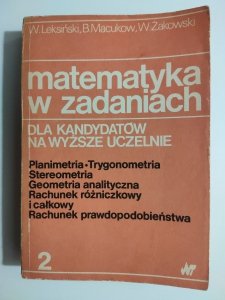 W. Leksiński, B. Macukow, W. Żakowski
matematyka
w zadaniach
DLA KANDYDATÓW
NA WYŻSZE UCZELNIE
Planimetria • Trygonometria
Stereometria
Geometria analityczna
Rachunek różniczkowy
i całkowy
Rachunek prawdopodobieństwa
2